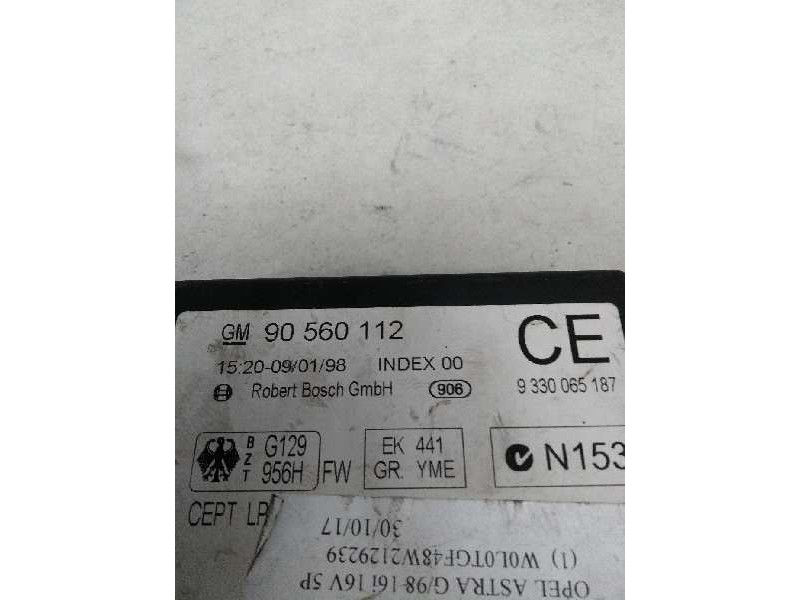 GM 90 560 112
CE
15:20-09/01/98 INDEX 00
Robert Bosch GmbH 906
9 330 065 187
BZT G129 956H FW
EK 441
GR. YME
N153
CEPT LP
OPEL ASTRA G/98 16i 16V 5P
(1) W0L0TGF48W2129239
30/10/17